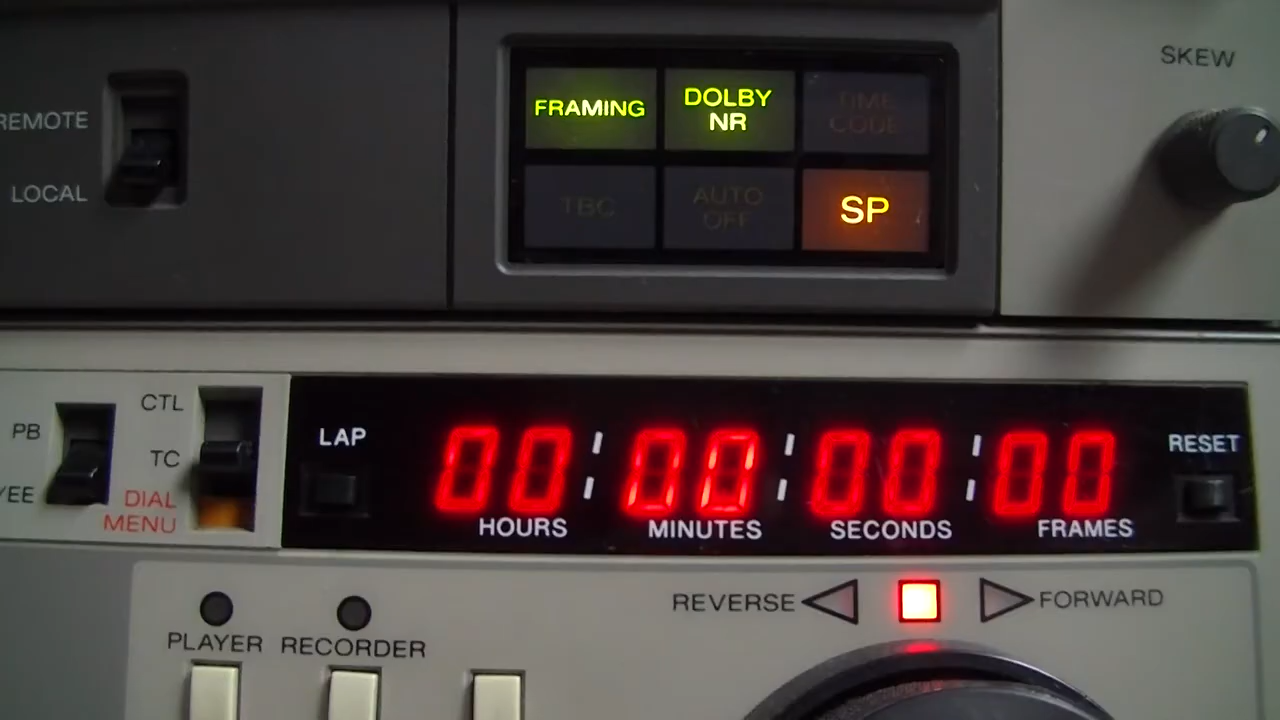 SKEW
REMOTE
LOCAL
FRAMING
DOLBY
NR
TIME
CODE
TBC
AUTO
OFF
SP
PB
CTL
TC
DIAL
MENU
LAP
00:00:00:00
HOURS MINUTES SECONDS FRAMES
RESET
REVERSE FORWARD
PLAYER RECORDER